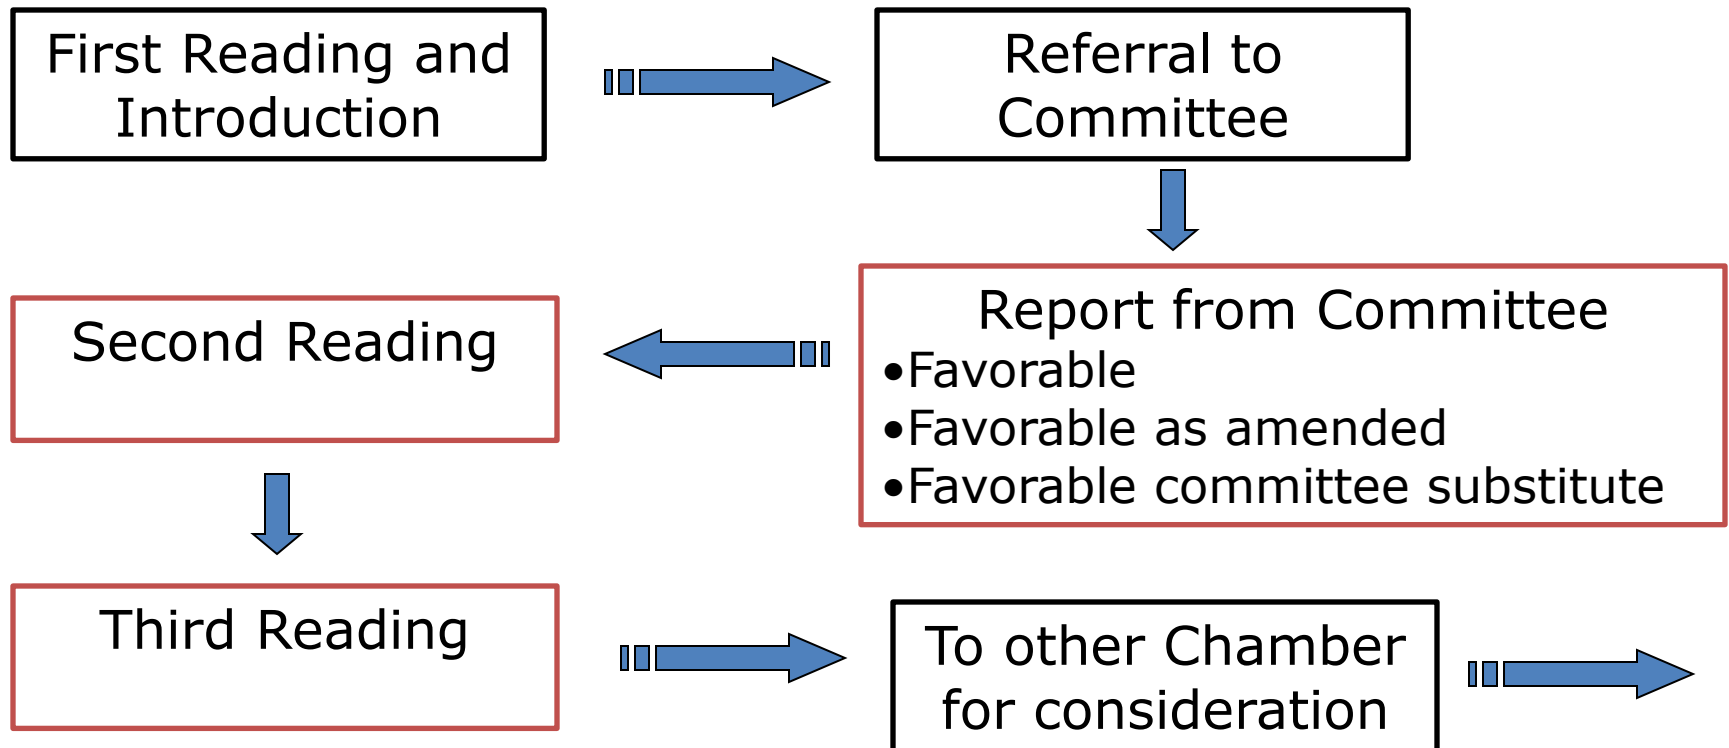 First Reading and
Introduction
Referral to
Committee
Report from Committee
•Favorable
•Favorable as amended
•Favorable committee substitute
Second Reading
Third Reading
To other Chamber
for consideration